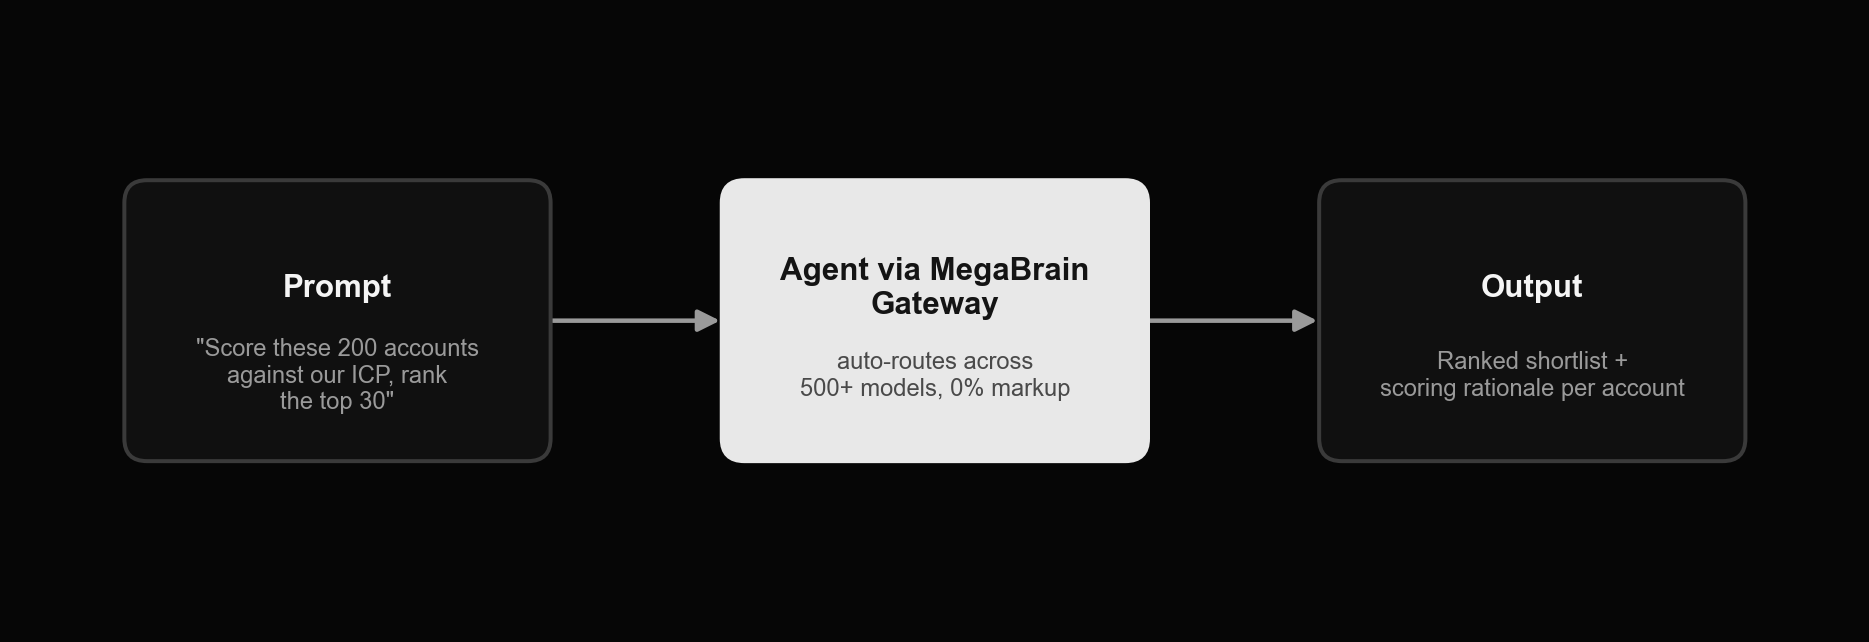 Prompt
"Score these 200 accounts
against our ICP, rank
the top 30"
Agent via MegaBrain
Gateway
auto-routes across
500+ models, 0% markup
Output
Ranked shortlist +
scoring rationale per account